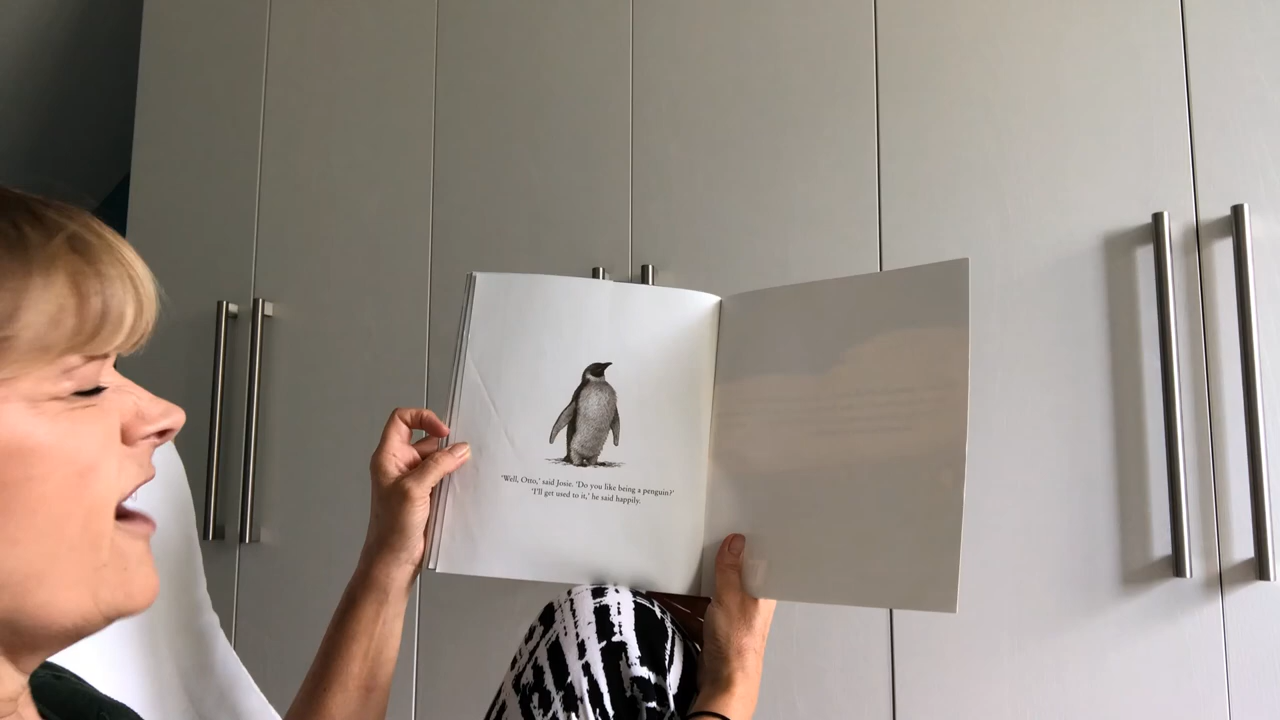 'Well, Otto,' said Josie. 'Do you like being a penguin?'
'I'll get used to it,' he said happily.